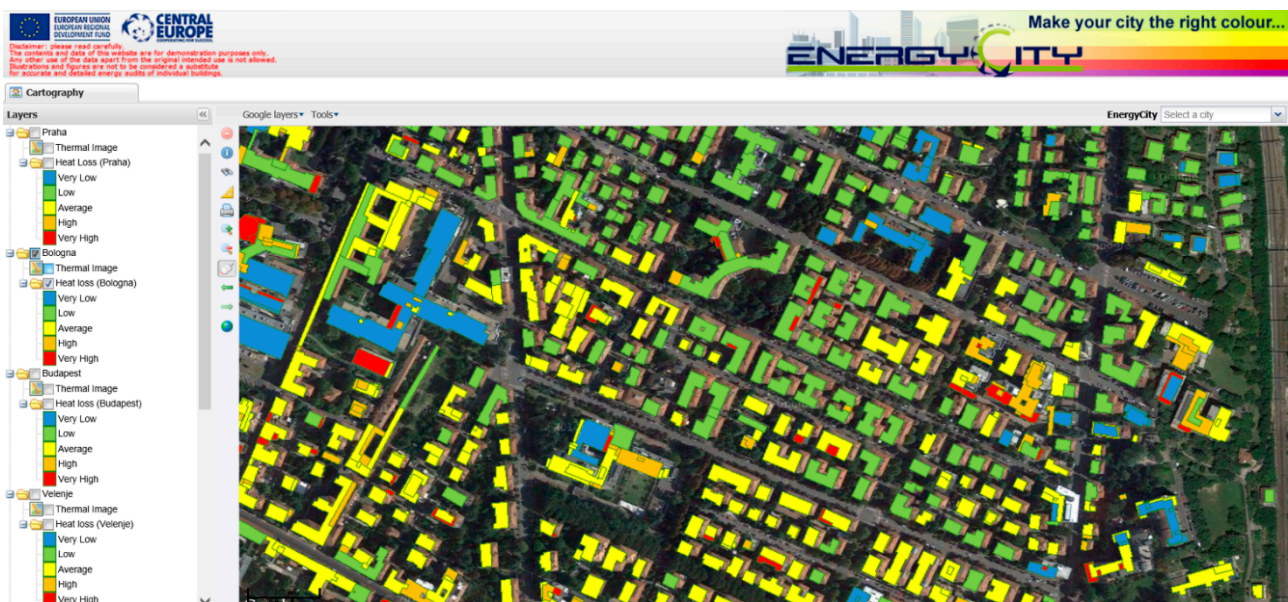 EUROPEAN UNION
EUROPEAN REGIONAL
DEVELOPMENT FUND
CENTRAL
EUROPE
COOPERATING FOR SUCCESS.
Disclaimer: please read carefully.
The contents and data of this website are for demonstration purposes only.
Any other use of the data apart from the original intended use is not allowed.
Illustrations and figures are not to be considered a substitute
for accurate and detailed energy audits of individual buildings.
Make your city the right colour...
ENERGY CITY
Cartography
Layers
Google layers
Tools
EnergyCity
Select a city
Praha
Thermal Image
Heat Loss (Praha)
Very Low
Low
Average
High
Very High
Bologna
Thermal Image
Heat loss (Bologna)
Very Low
Low
Average
High
Very High
Budapest
Thermal Image
Heat loss (Budapest)
Very Low
Low
Average
High
Very High
Velenje
Thermal Image
Heat loss (Velenje)
Very Low
Low
Average
High
Very High